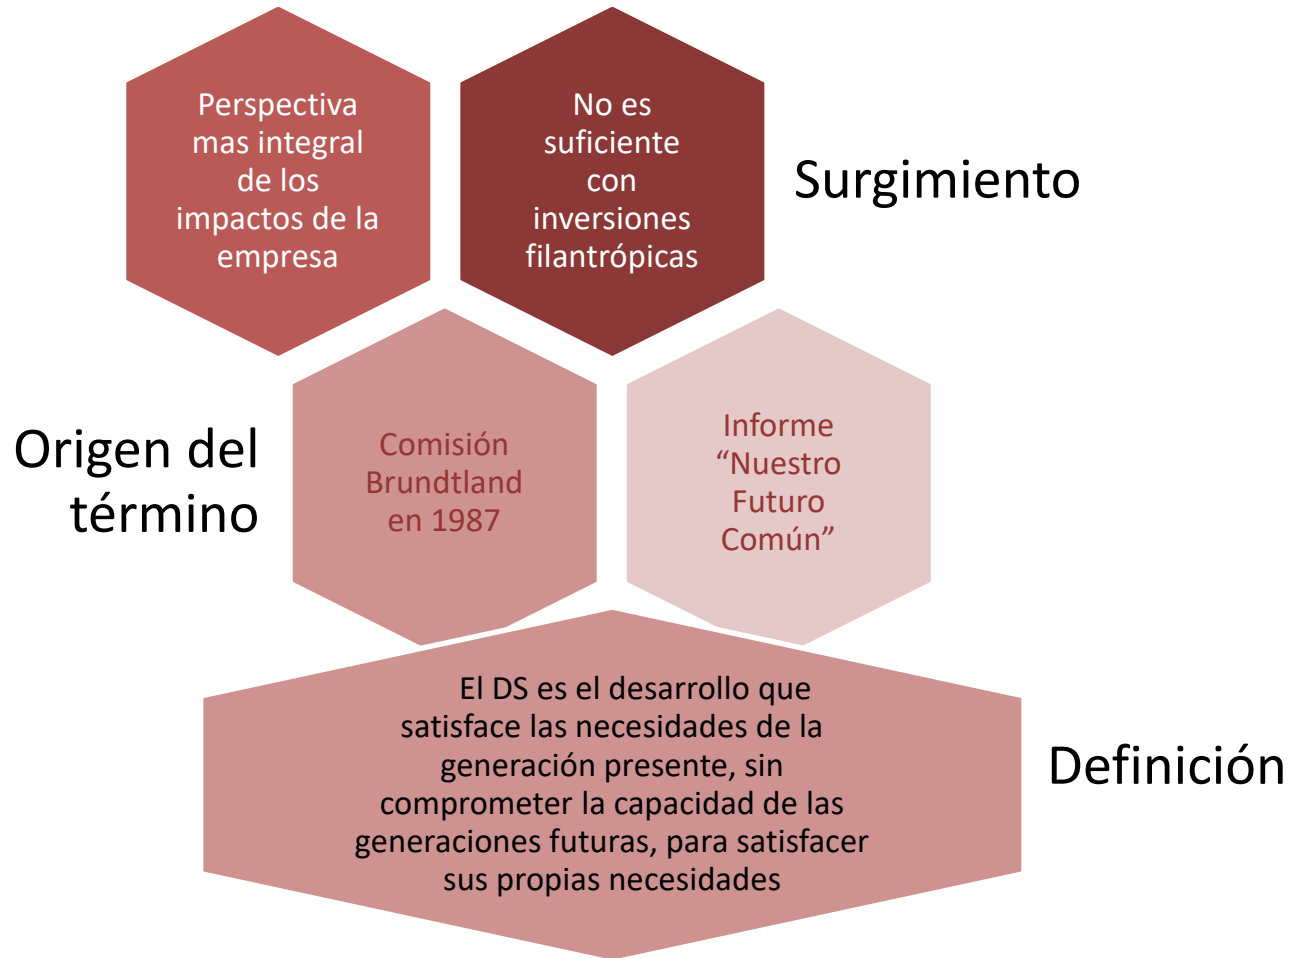 Perspectiva
mas integral
de los
impactos de la
empresa
No es
suficiente
con
inversiones
filantrópicas
Surgimiento
Origen del
término
Comisión
Brundtland
en 1987
Informe
“Nuestro
Futuro
Común”
El DS es el desarrollo que
satisface las necesidades de la
generación presente, sin
comprometer la capacidad de las
generaciones futuras, para satisfacer
sus propias necesidades
Definición